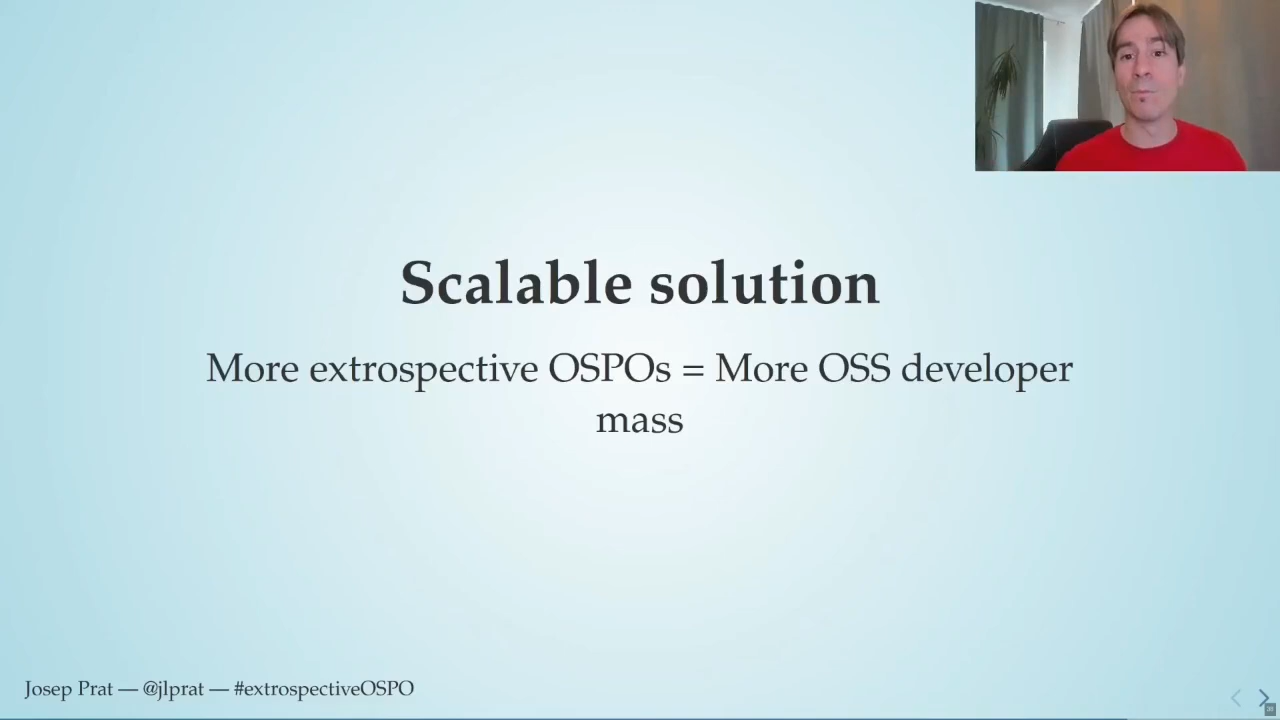 Scalable solution
More extrospective OSPOs = More OSS developer
mass
Josep Prat — @jlprat — #extrospectiveOSPO